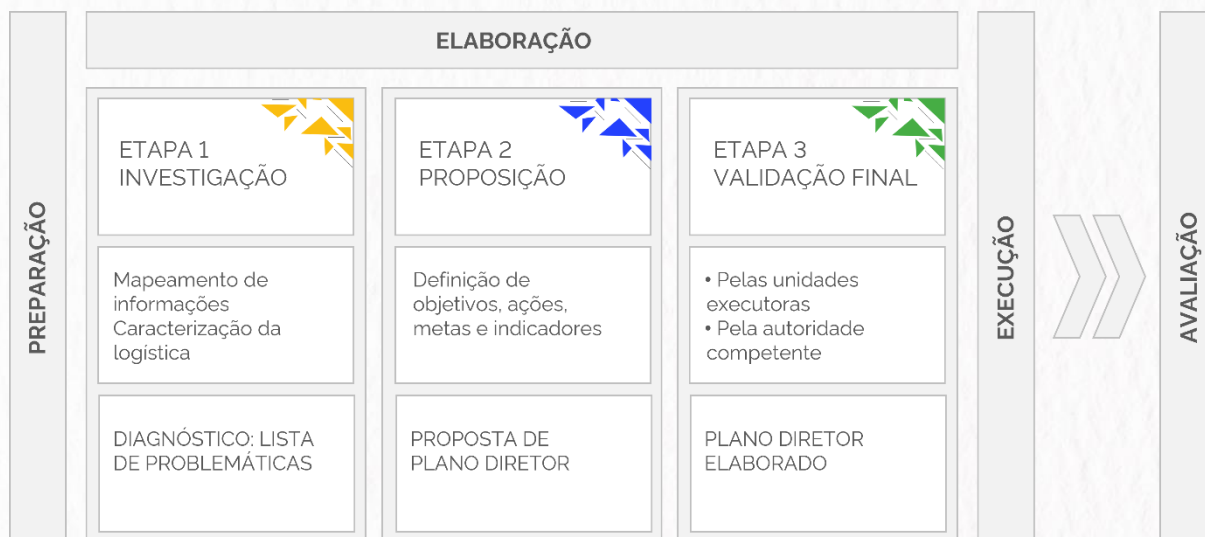 PREPARAÇÃO
ELABORAÇÃO
ETAPA 1
INVESTIGAÇÃO
Mapeamento de
informações
Caracterização da
logística
DIAGNÓSTICO: LISTA
DE PROBLEMÁTICAS
ETAPA 2
PROPOSIÇÃO
Definição de
objetivos, ações,
metas e indicadores
PROPOSTA DE
PLANO DIRETOR
ETAPA 3
VALIDAÇÃO FINAL
• Pelas unidades
executoras
• Pela autoridade
competente
PLANO DIRETOR
ELABORADO
EXECUÇÃO
AVALIAÇÃO